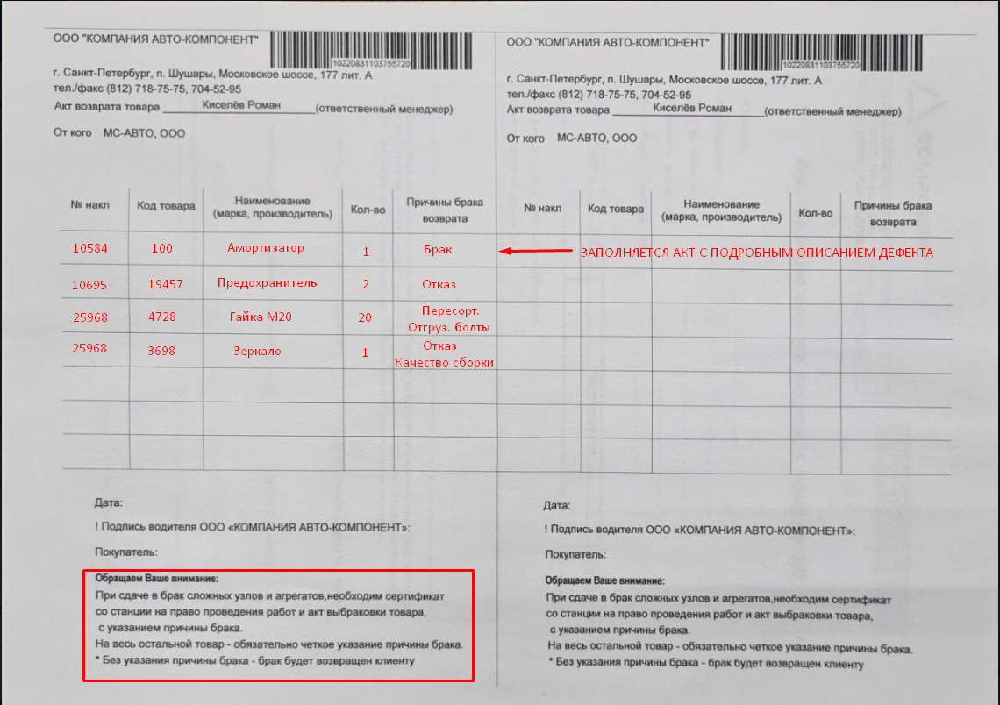 ООО "КОМПАНИЯ АВТО-КОМПОНЕНТ"
10220831103755720
г. Санкт-Петербург, п. Шушары, Московское шоссе, 177 лит. А
тел./факс (812) 718-75-75, 704-52-95
Акт возврата товара Киселёв Роман (ответственный менеджер)
От кого МС-АВТО, ООО
№ накл Код товара Наименование (марка, производитель) Кол-во Причины брака возврата
10584 100 Амортизатор 1 Брак
10695 19457 Предохранитель 2 Отказ
25968 4728 Гайка М20 20 Пересорт. Отгруз. болты
25968 3698 Зеркало 1 Отказ Качество сборки
Дата:
! Подпись водителя ООО «КОМПАНИЯ АВТО-КОМПОНЕНТ»:
Покупатель:
Обращаем Ваше внимание:
При сдаче в брак сложных узлов и агрегатов,необходим сертификат
со станции на право проведения работ и акт выбраковки товара,
с указанием причины брака.
На весь остальной товар - обязательно четкое указание причины брака.
* Без указания причины брака - брак будет возвращен клиенту
ООО "КОМПАНИЯ АВТО-КОМПОНЕНТ"
10220831103755720
г. Санкт-Петербург, п. Шушары, Московское шоссе, 177 лит. А
тел./факс (812) 718-75-75, 704-52-95
Акт возврата товара Киселёв Роман (ответственный менеджер)
От кого МС-АВТО, ООО
№ накл Код товара Наименование (марка, производитель) Кол-во Причины брака возврата
ЗАПОЛНЯЕТСЯ АКТ С ПОДРОБНЫМ ОПИСАНИЕМ ДЕФЕКТА
Дата:
! Подпись водителя ООО «КОМПАНИЯ АВТО-КОМПОНЕНТ»:
Покупатель:
Обращаем Ваше внимание:
При сдаче в брак сложных узлов и агрегатов,необходим сертификат
со станции на право проведения работ и акт выбраковки товара,
с указанием причины брака.
На весь остальной товар - обязательно четкое указание причины брака.
* Без указания причины брака - брак будет возвращен клиенту